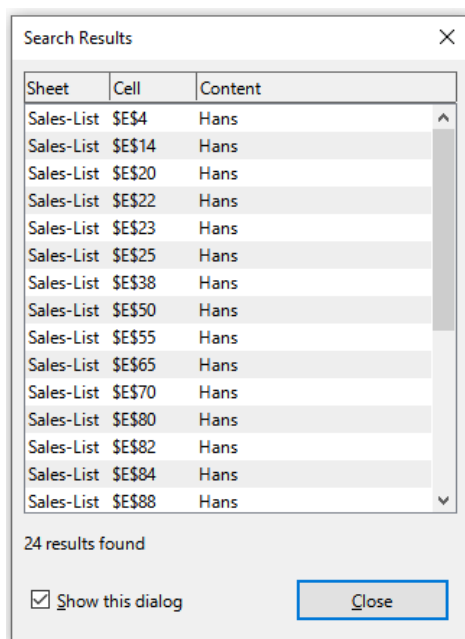 Search Results
Sheet Cell Content
Sales-List $E$4 Hans
Sales-List $E$14 Hans
Sales-List $E$20 Hans
Sales-List $E$22 Hans
Sales-List $E$23 Hans
Sales-List $E$25 Hans
Sales-List $E$38 Hans
Sales-List $E$50 Hans
Sales-List $E$55 Hans
Sales-List $E$65 Hans
Sales-List $E$70 Hans
Sales-List $E$80 Hans
Sales-List $E$82 Hans
Sales-List $E$84 Hans
Sales-List $E$88 Hans
24 results found
Show this dialog Close